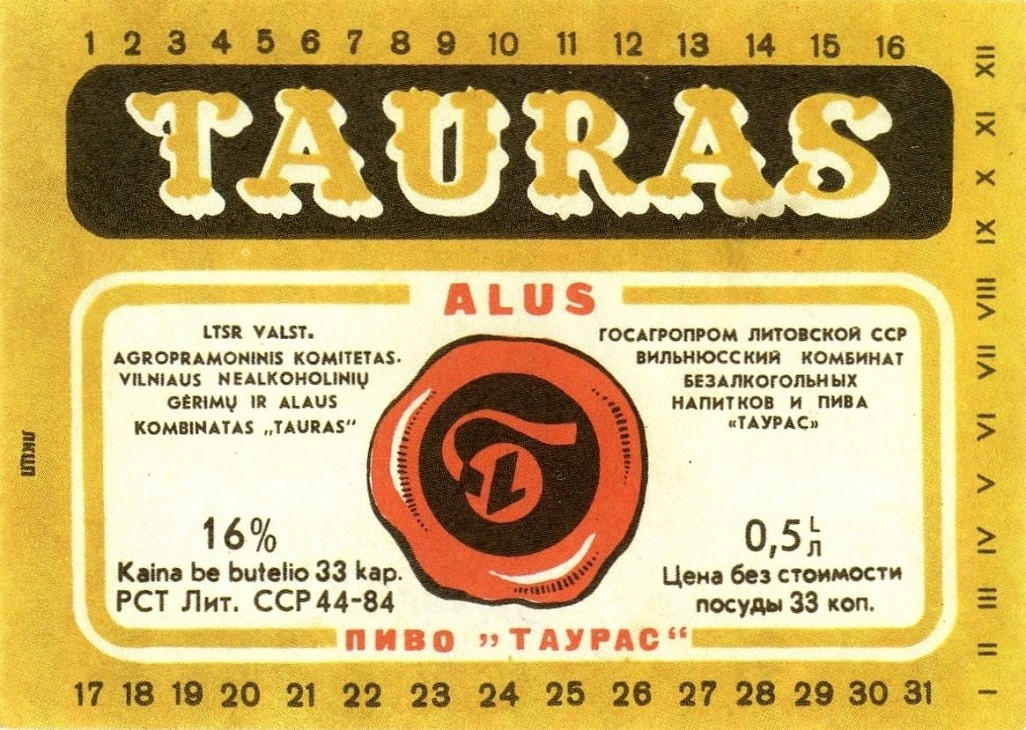 1 2 3 4 5 6 7 8 9 10 11 12 13 14 15 16
TAURAS
ALUS
LTSR VALST.
AGROPRAMONINIS KOMITETAS.
VILNIAUS NEALKOHOLINIŲ
GĖRIMŲ IR ALAUS
KOMBINATAS „TAURAS“
16%
Kaina be butelio 33 kap.
РСТ Лит. ССР 44-84
ГОСАГРОПРОМ ЛИТОВСКОЙ ССР
ВИЛЬНЮССКИЙ КОМБИНАТ
БЕЗАЛКОГОЛЬНЫХ
НАПИТКОВ И ПИВА
«ТАУРАС»
0,5 L
Л
Цена без стоимости
посуды 33 коп.
ПИВО „ТАУРАС“
17 18 19 20 21 22 23 24 25 26 27 28 29 30 31
I II III IV V VI VII VIII IX X XI XII
ЛКШП